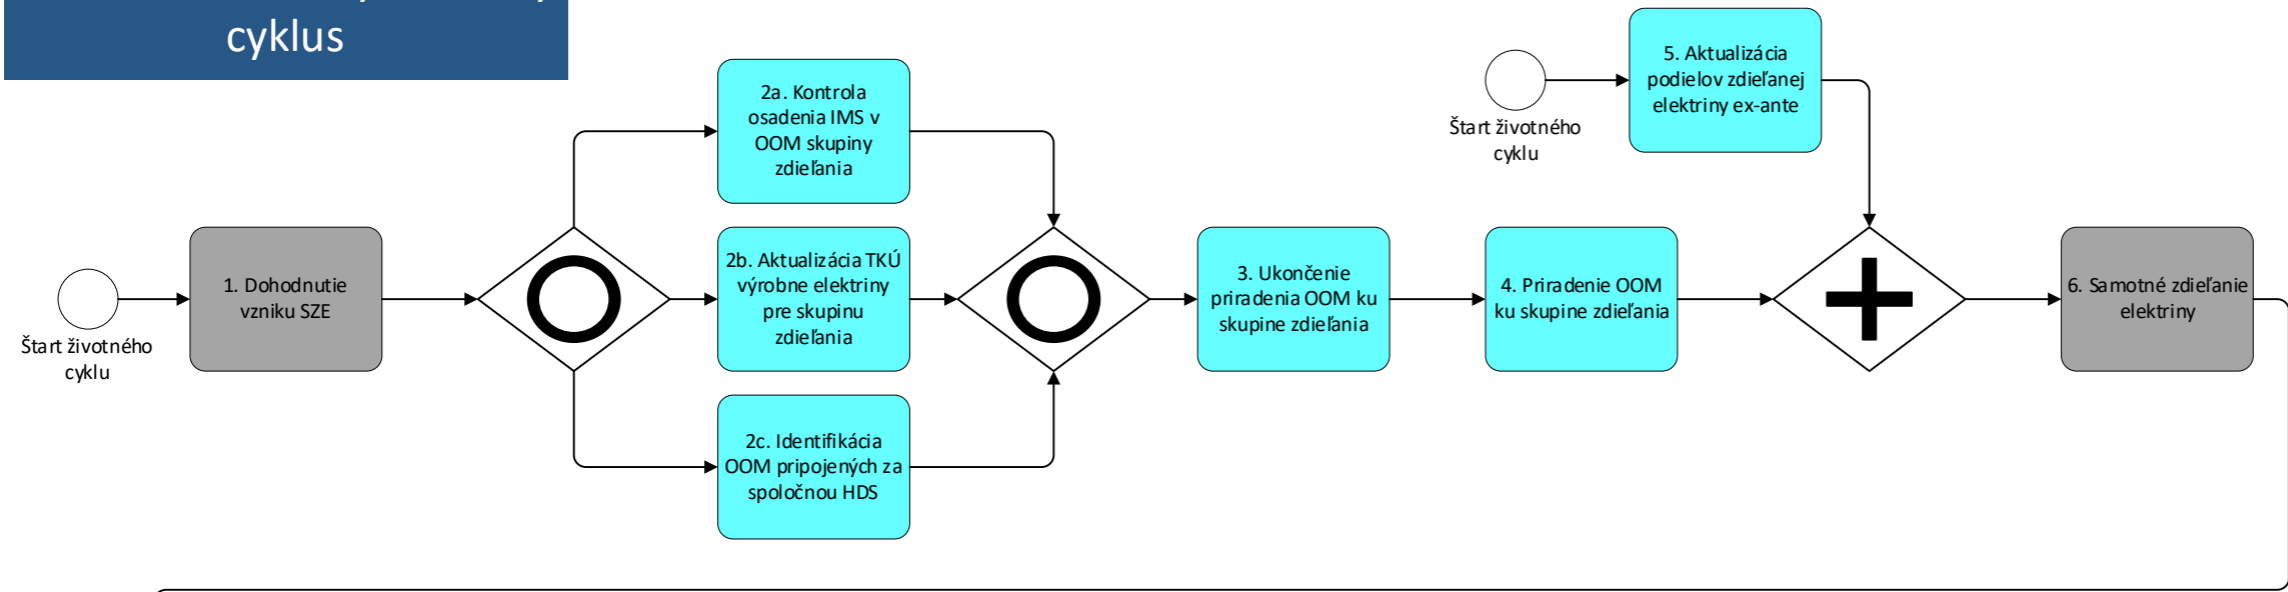 cyklus
Štart životného
cyklu
1. Dohodnutie
vzniku SZE
2a. Kontrola
osadenia IMS v
OOM skupiny
zdieľania
2b. Aktualizácia TKÚ
výrobne elektriny
pre skupinu
zdieľania
2c. Identifikácia
OOM pripojených za
spoločnou HDS
3. Ukončenie
priradenia OOM ku
skupine zdieľania
4. Priradenie OOM
ku skupine zdieľania
Štart životného
cyklu
5. Aktualizácia
podielov zdieľanej
elektriny ex-ante
6. Samotné zdieľanie
elektriny